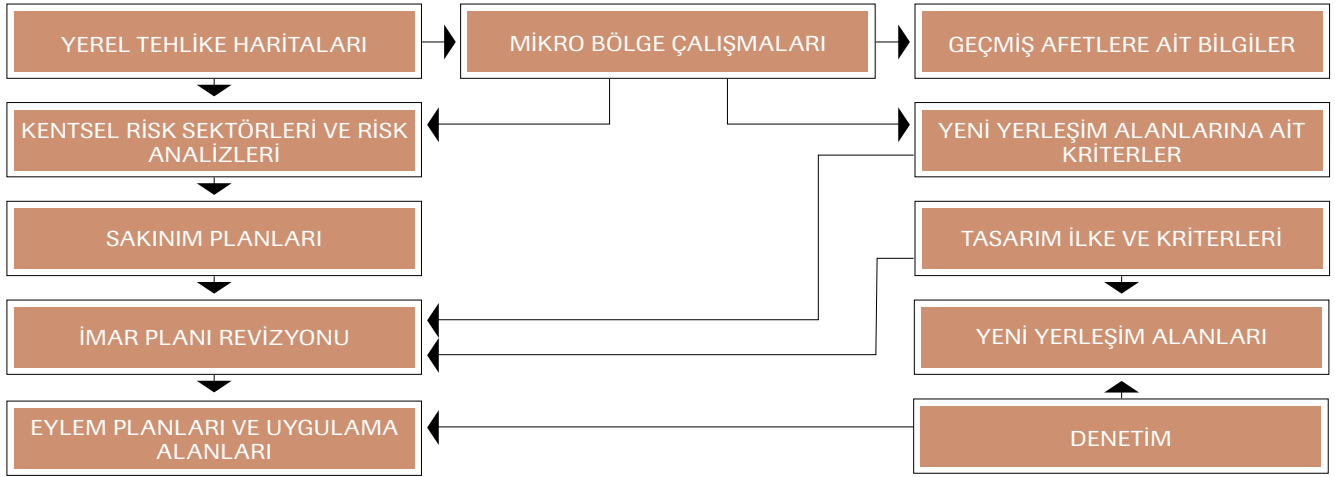 YEREL TEHLİKE HARİTALARI
MİKRO BÖLGE ÇALIŞMALARI
GEÇMİŞ AFETLERE AİT BİLGİLER
KENTSEL RİSK SEKTÖRLERİ VE RİSK
ANALİZLERİ
YENİ YERLEŞİM ALANLARINA AİT
KRİTERLER
SAKINIM PLANLARI
TASARIM İLKE VE KRİTERLERİ
İMAR PLANI REVİZYONU
YENİ YERLEŞİM ALANLARI
EYLEM PLANLARI VE UYGULAMA
ALANLARI
DENETİM